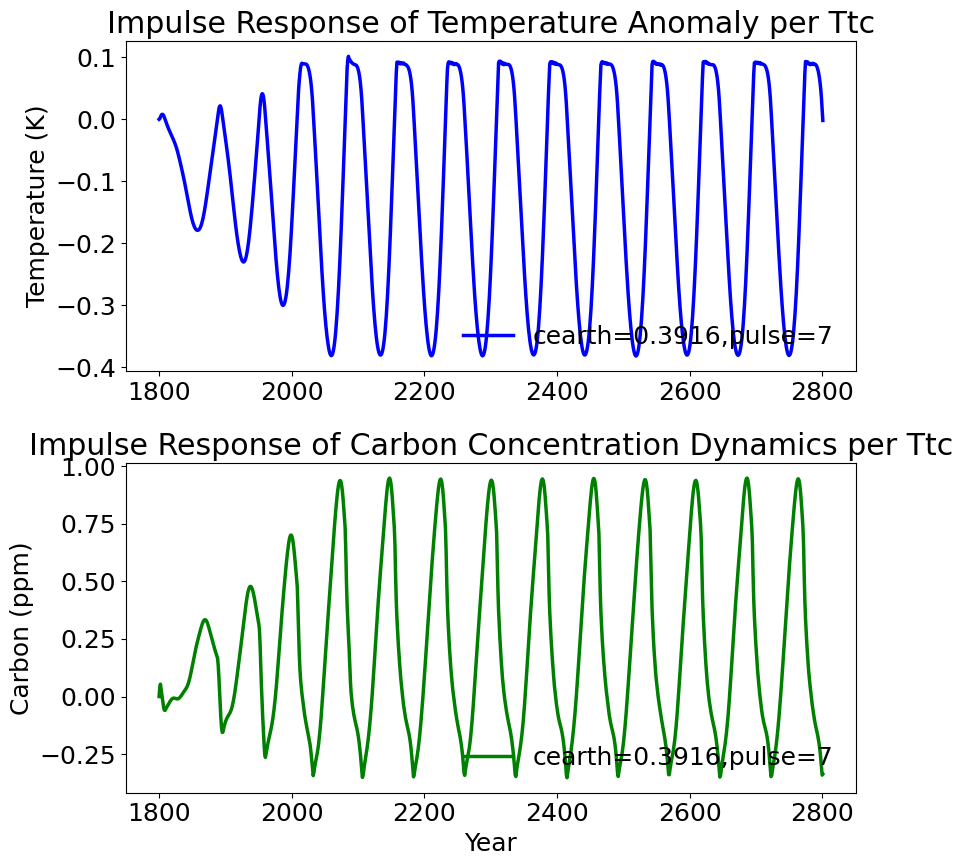 Impulse Response of Temperature Anomaly per Ttc
0.1
0.0
−0.1
−0.2
−0.3
−0.4
Temperature (K)
cearth=0.3916,pulse=7
1800 2000 2200 2400 2600 2800
Impulse Response of Carbon Concentration Dynamics per Ttc
1.00
0.75
0.50
0.25
0.00
−0.25
Carbon (ppm)
cearth=0.3916,pulse=7
1800 2000 2200 2400 2600 2800
Year